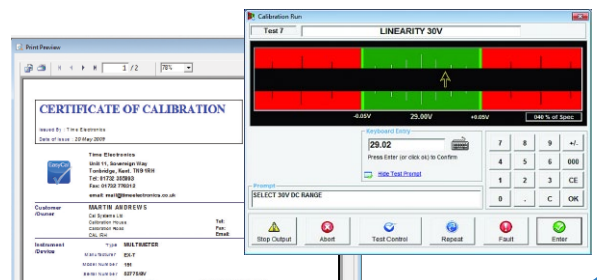 Calibration Run
Test 7
LINEARITY 30V
-0.05V
29.00V
+0.05V
040 % of Spec
Keyboard Entry
29.02
Press Enter (or click ok) to Confirm
Hide Test Prompt
Prompt
SELECT 30V DC RANGE
7 8 9 +/-
4 5 6 000
1 2 3 CE
0 . C OK
Stop Output
Abort
Test Control
Repeat
Fault
Enter
Print Preview
1 / 2
78%
CERTIFICATE OF CALIBRATION
Issued By : Time Electronics
Date of Issue : 20 May 2009
EasyCal
Time Electronics
Unit 11, Sovereign Way
Tonbridge, Kent. TN9 1RH
Tel: 01732 355993
Fax: 01732 770312
email: mail@timeelectronics.co.uk
Customer
/Owner
MARTIN ANDREWS
Cal Systems Ltd
Calibration House
Calibration Road
CAL RH
Tel:
Fax:
Email
Instrument
/Device
Type MULTIMETER
Manufacturer EX-T
Model Number 191
Serial Number